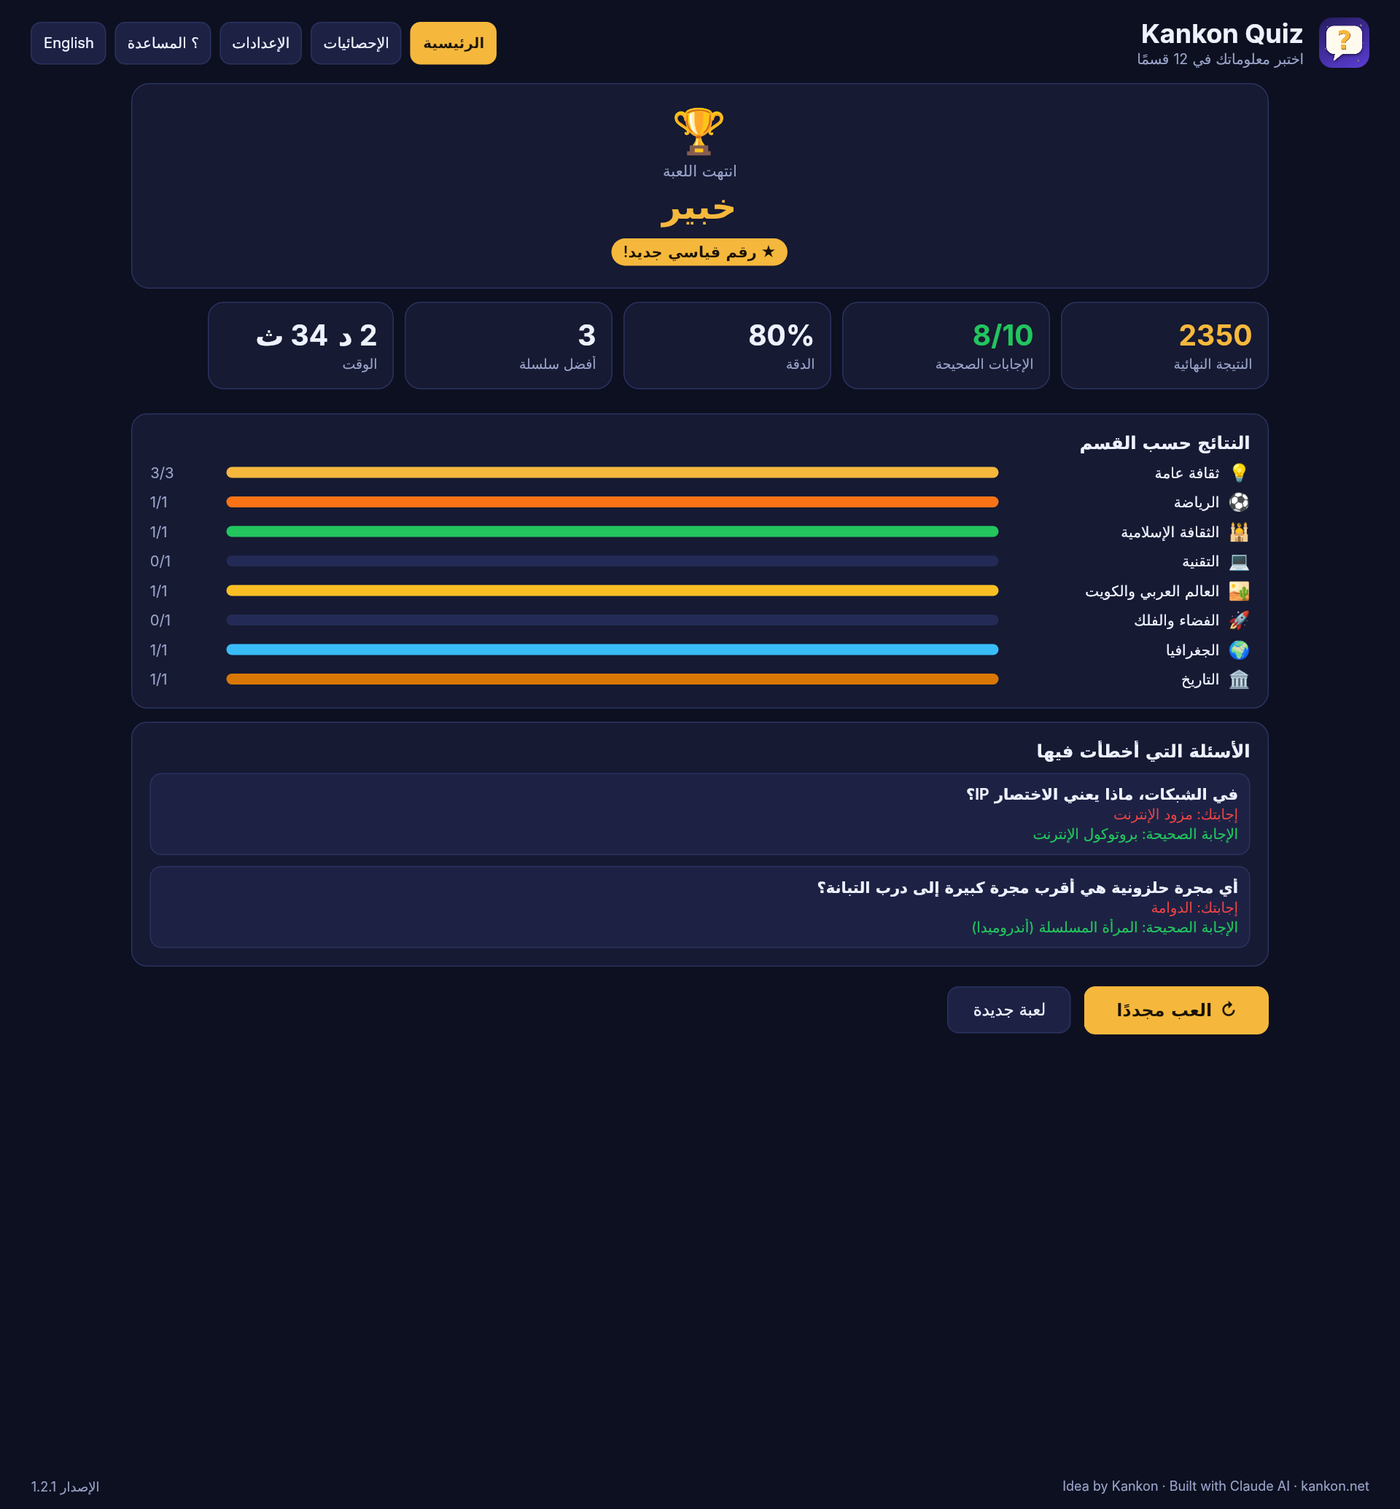 Kankon Quiz
اختبر معلوماتك في 12 قسمًا
الرئيسية
الإحصائيات
الإعدادات
؟ المساعدة
English
انتهت اللعبة
خبير
★ رقم قياسي جديد!
2350
النتيجة النهائية
8/10
الإجابات الصحيحة
80%
الدقة
3
أفضل سلسلة
2 د 34 ث
الوقت
النتائج حسب القسم
ثقافة عامة 3/3
الرياضة 1/1
الثقافة الإسلامية 1/1
التقنية 0/1
العالم العربي والكويت 1/1
الفضاء والفلك 0/1
الجغرافيا 1/1
التاريخ 1/1
الأسئلة التي أخطأت فيها
في الشبكات، ماذا يعني الاختصار IP؟
إجابتك: مزود الإنترنت
الإجابة الصحيحة: بروتوكول الإنترنت
أي مجرة حلزونية هي أقرب مجرة كبيرة إلى درب التبانة؟
إجابتك: الدوامة
الإجابة الصحيحة: المرأة المسلسلة (أندروميدا)
↻ العب مجددًا
لعبة جديدة
Idea by Kankon · Built with Claude AI · kankon.net
الإصدار 1.2.1